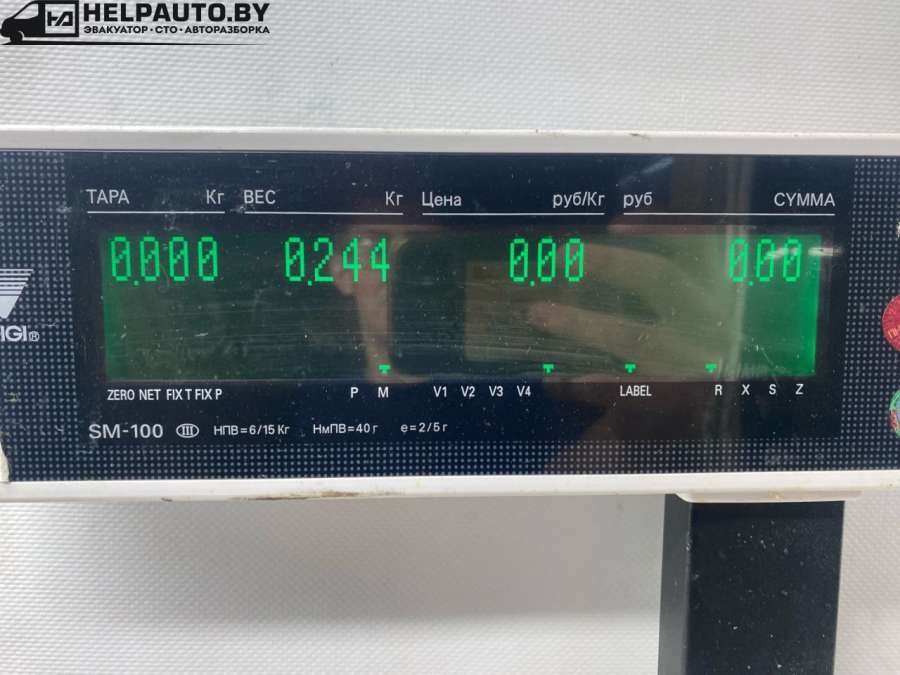 HELPAUTO.BY
ЭВАКУАТОР · СТО · АВТОРАЗБОРКА
ТАРА Кг ВЕС Кг Цена руб/Кг руб СУММА
0.000 0.244 0.00 0.00
ZERO NET FIX T FIX P P M V1 V2 V3 V4 LABEL R X S Z
IGI®
SM-100 III НПВ=6/15 Кг НмПВ=40 г e=2/5 г